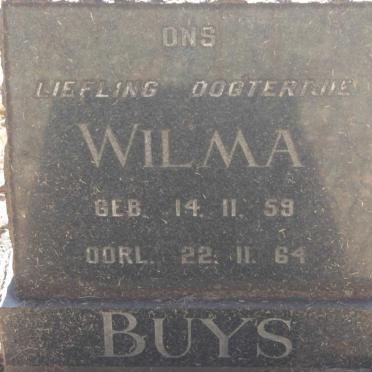 ONS
LIEFLING DOGTERTJIE
WILMA
GEB. 14. 11. 59
OORL. 22. 11. 64
BUYS